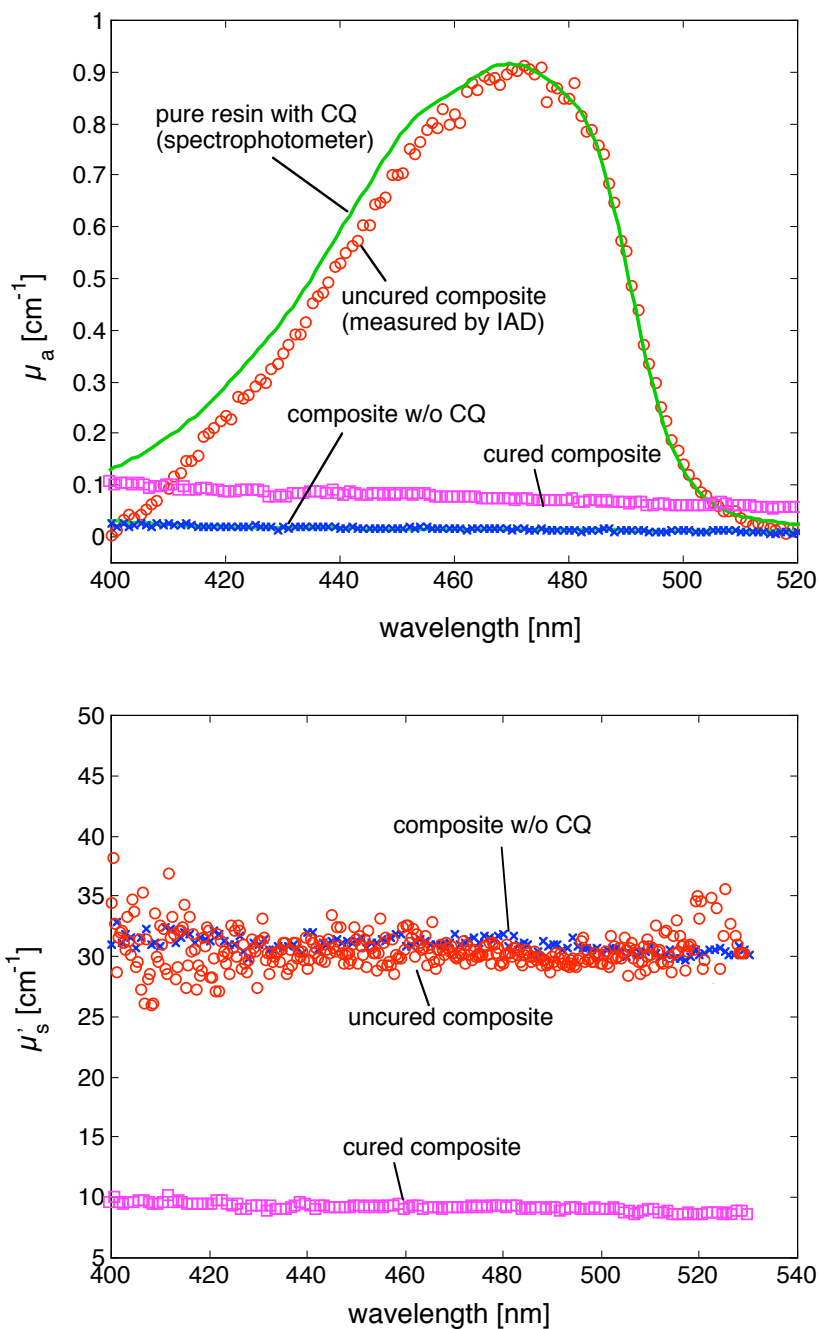 1
0.9
0.8
0.7
0.6
0.5
0.4
0.3
0.2
0.1
0
μa [cm-1]
pure resin with CQ
(spectrophotometer)
uncured composite
(measured by IAD)
composite w/o CQ
cured composite
400 420 440 460 480 500 520
wavelength [nm]
50
45
40
35
30
25
20
15
10
5
μs' [cm-1]
composite w/o CQ
uncured composite
cured composite
400 420 440 460 480 500 520 540
wavelength [nm]